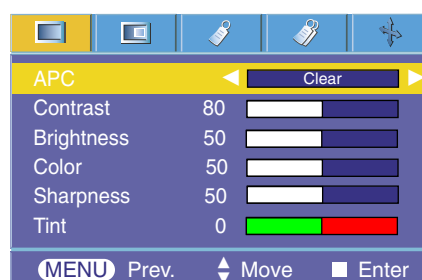 APC Clear
Contrast 80
Brightness 50
Color 50
Sharpness 50
Tint 0
MENU Prev. Move Enter